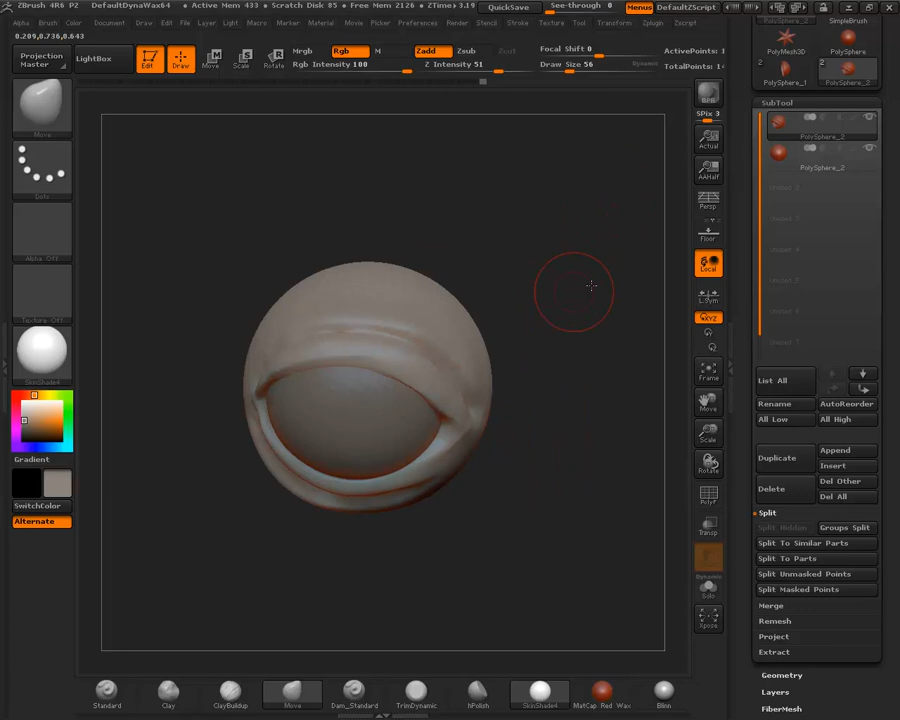 ZBrush 4R6 P2 DefaultDynaWax64 • Active Mem 433 • Scratch Disk 85 • Free Mem 2126 • ZTime▸3.19 QuickSave See-through 0 Menus DefaultZScript
Alpha Brush Color Document Draw Edit File Layer Light Macro Marker Material Movie Picker Preferences Render Stencil Stroke Texture Tool Transform Zplugin Zscript
0.209,0.736,0.643
Projection Master
LightBox
Edit
Draw
Move
Scale
Rotate
Mrgb Rgb M
Rgb Intensity 100
Zadd Zsub Zcut
Z Intensity 51
Focal Shift 0
Draw Size 56 Dynamic
ActivePoints: 1
TotalPoints: 14
Move
Dots
Alpha Off
Texture Off
SkinShade4
Gradient
SwitchColor
Alternate
BPR
SPix 3
Actual
AAHalf
Persp
Floor
Local
L.Sym
XYZ
Frame
Move
Scale
Rotate
PolyF
Transp
Dynamic
Solo
Xpose
PolySphere_2 SimpleBrush
PolyMesh3D PolySphere
2 2
PolySphere_1 PolySphere_2
SubTool
PolySphere_2
PolySphere_2
List All
Rename AutoReorder
All Low All High
Duplicate
Append
Insert
Delete
Del Other
Del All
Split
Split Hidden Groups Split
Split To Similar Parts
Split To Parts
Split Unmasked Points
Split Masked Points
Merge
Remesh
Project
Extract
Geometry
Layers
FiberMesh
Standard Clay ClayBuildup Move Dam_Standard TrimDynamic hPolish SkinShade4 MatCap Red Wax Blinn